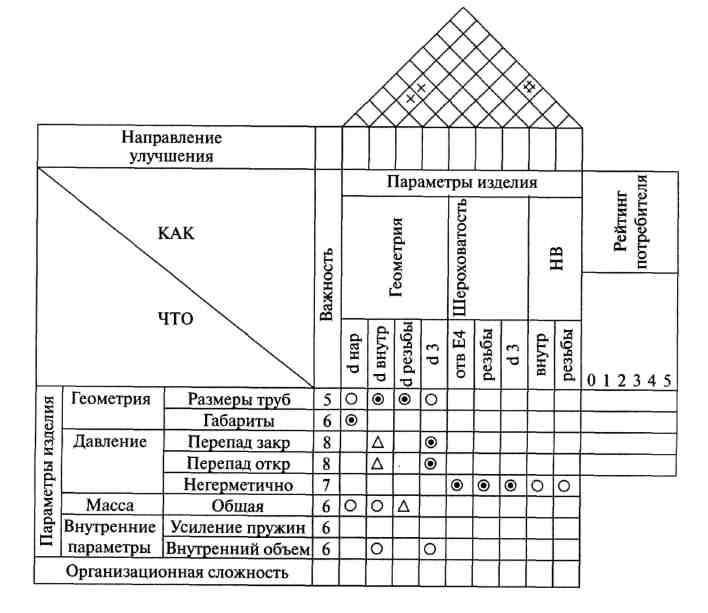 Направление
улучшения
Параметры изделия
КАК
ЧТО
Важность
Геометрия
Шероховатость
НВ
Рейтинг
потребителя
d нар
d внутр
d резьбы
d 3
отв Е4
резьбы
d 3
внутр
резьбы
0 1 2 3 4 5
Параметры изделия
Геометрия Размеры труб 5
Габариты 6
Давление Перепад закр 8
Перепад откр 8
Негерметично 7
Масса Общая 6
Внутренние Усиление пружин 6
параметры Внутренний объем 6
Организационная сложность